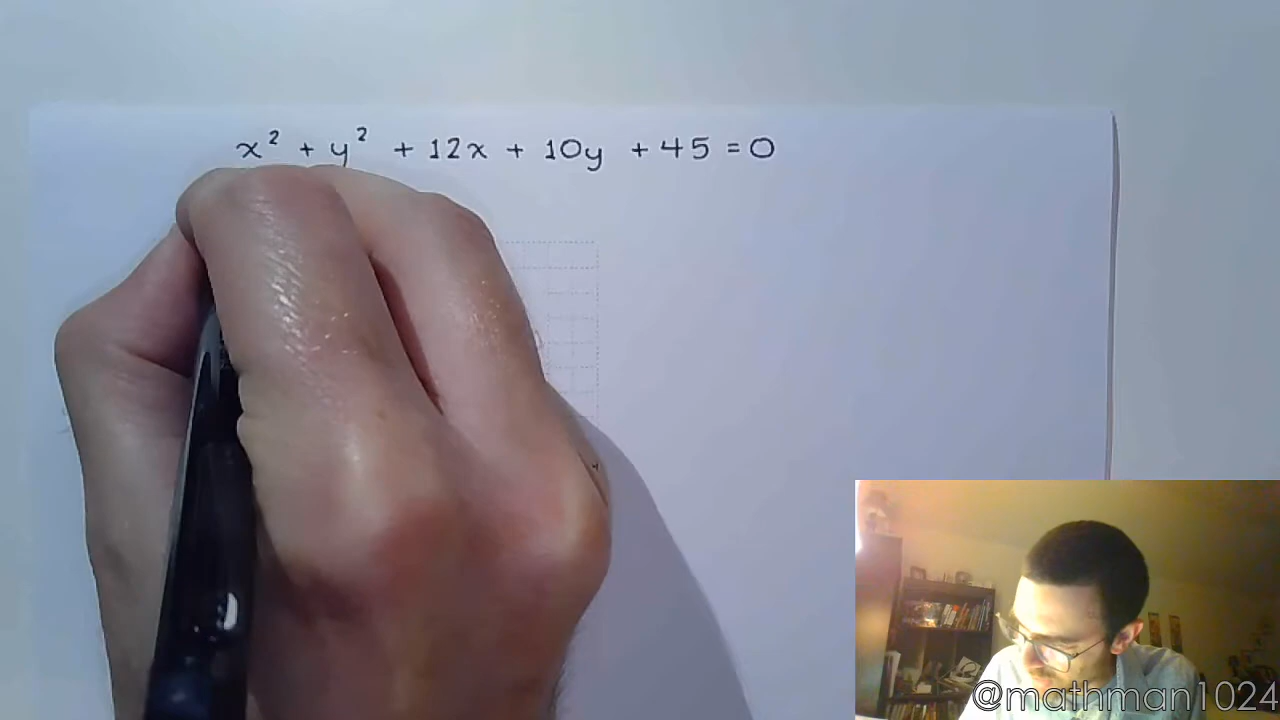 x² + y² + 12x + 10y + 45 = 0
@mathman1024